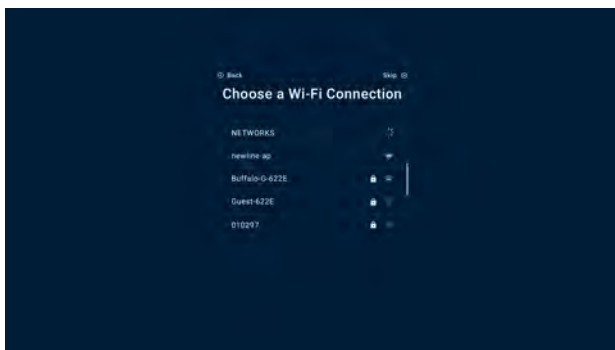 Back Skip
Choose a Wi-Fi Connection
NETWORKS
newline-ap
Buffalo-G-622E
Guest-622E
010297